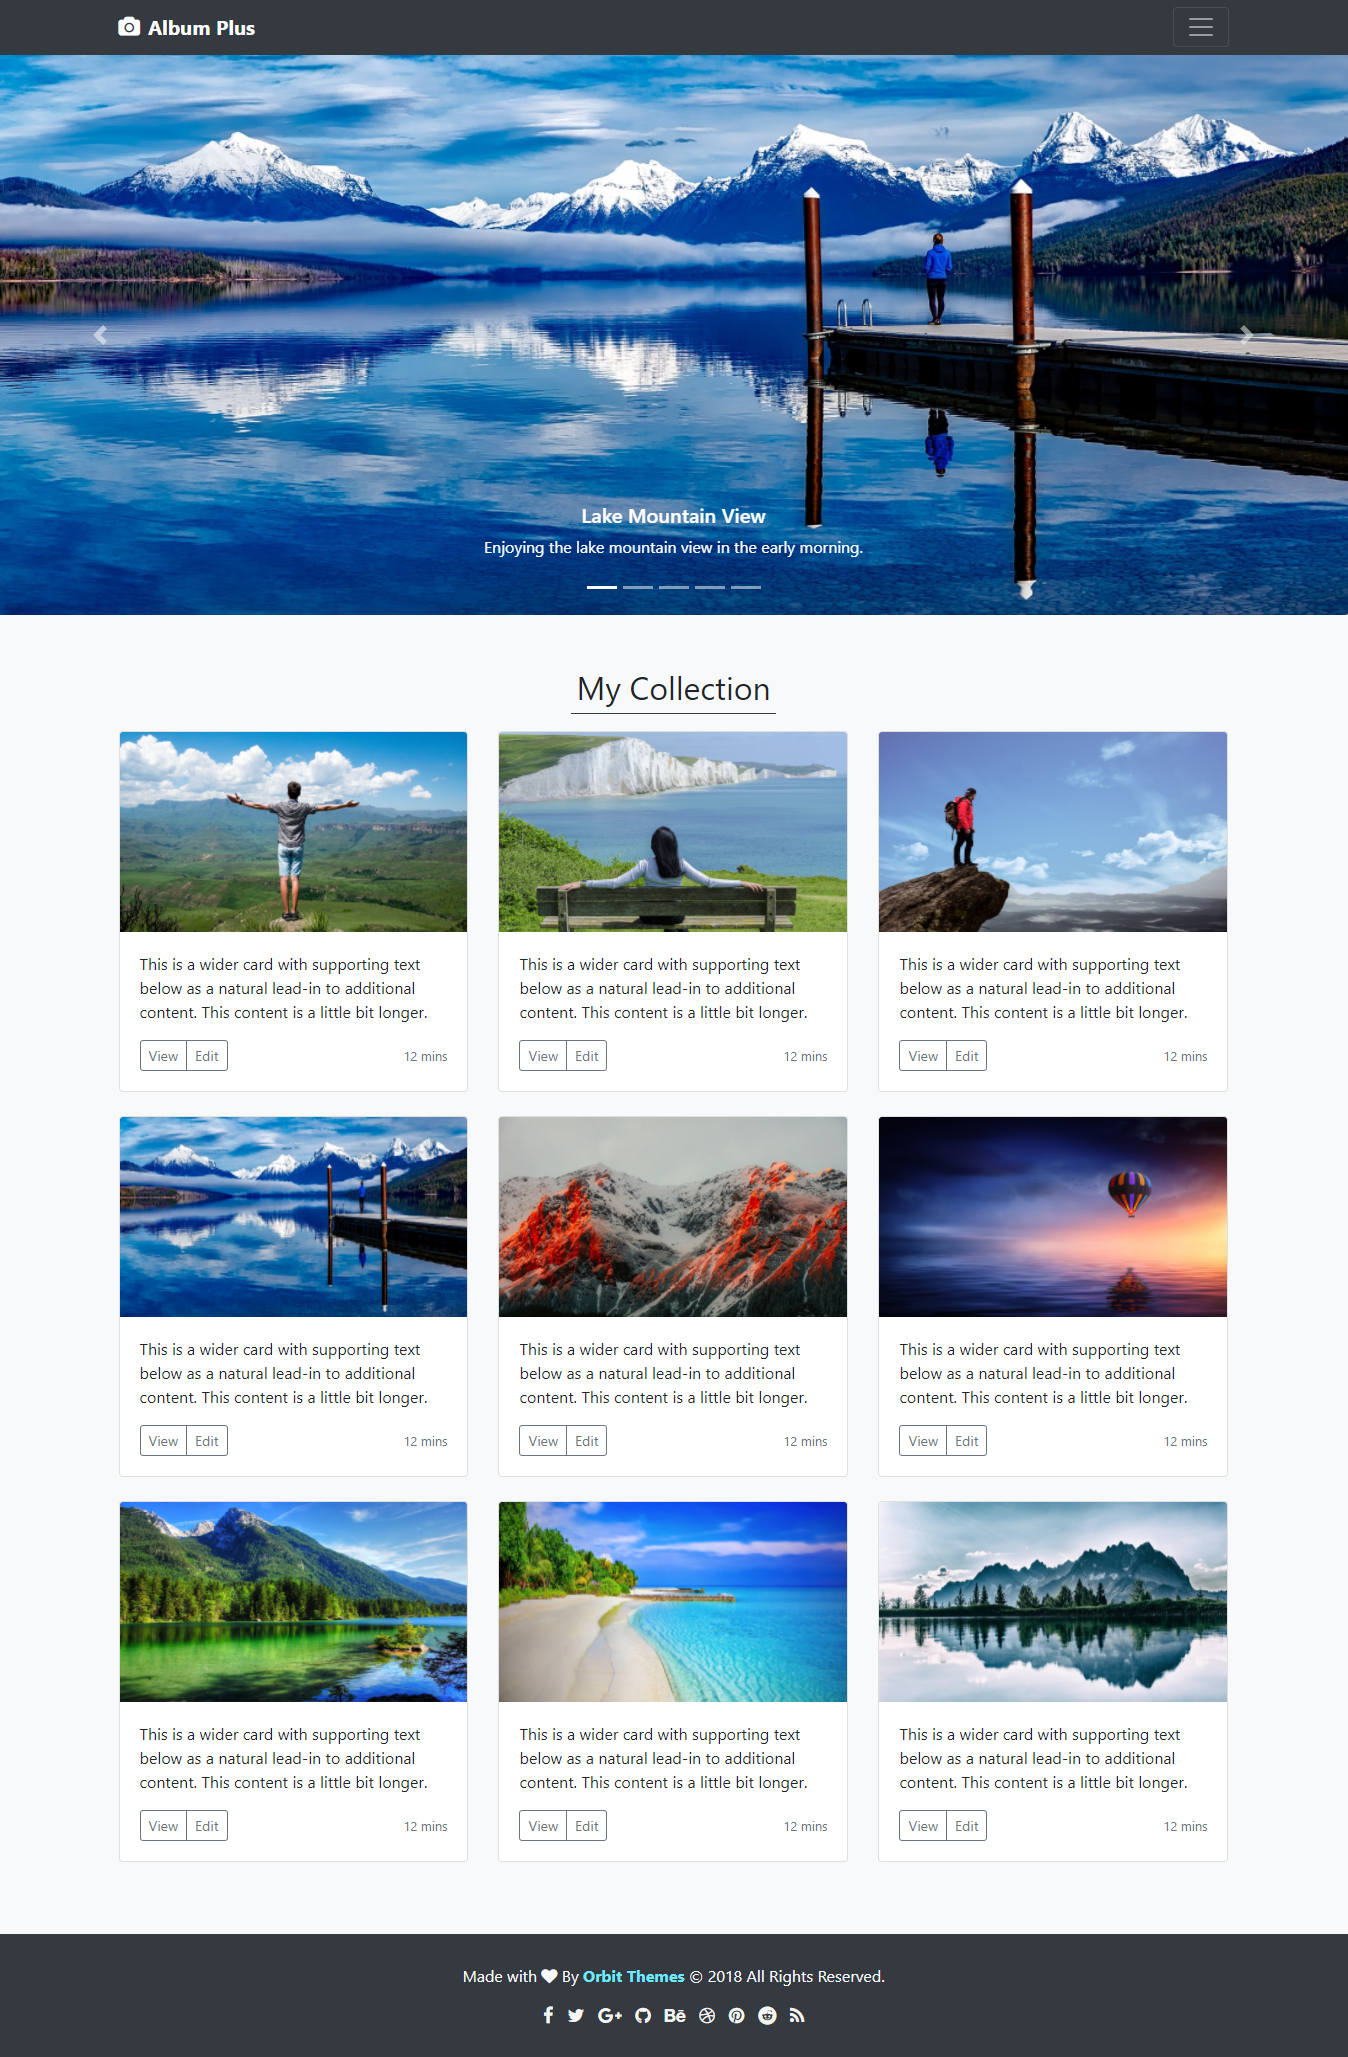 Album Plus
Lake Mountain View
Enjoying the lake mountain view in the early morning.
My Collection
This is a wider card with supporting text
below as a natural lead-in to additional
content. This content is a little bit longer.
View Edit 12 mins
This is a wider card with supporting text
below as a natural lead-in to additional
content. This content is a little bit longer.
View Edit 12 mins
This is a wider card with supporting text
below as a natural lead-in to additional
content. This content is a little bit longer.
View Edit 12 mins
This is a wider card with supporting text
below as a natural lead-in to additional
content. This content is a little bit longer.
View Edit 12 mins
This is a wider card with supporting text
below as a natural lead-in to additional
content. This content is a little bit longer.
View Edit 12 mins
This is a wider card with supporting text
below as a natural lead-in to additional
content. This content is a little bit longer.
View Edit 12 mins
This is a wider card with supporting text
below as a natural lead-in to additional
content. This content is a little bit longer.
View Edit 12 mins
This is a wider card with supporting text
below as a natural lead-in to additional
content. This content is a little bit longer.
View Edit 12 mins
This is a wider card with supporting text
below as a natural lead-in to additional
content. This content is a little bit longer.
View Edit 12 mins
Made with By Orbit Themes © 2018 All Rights Reserved.